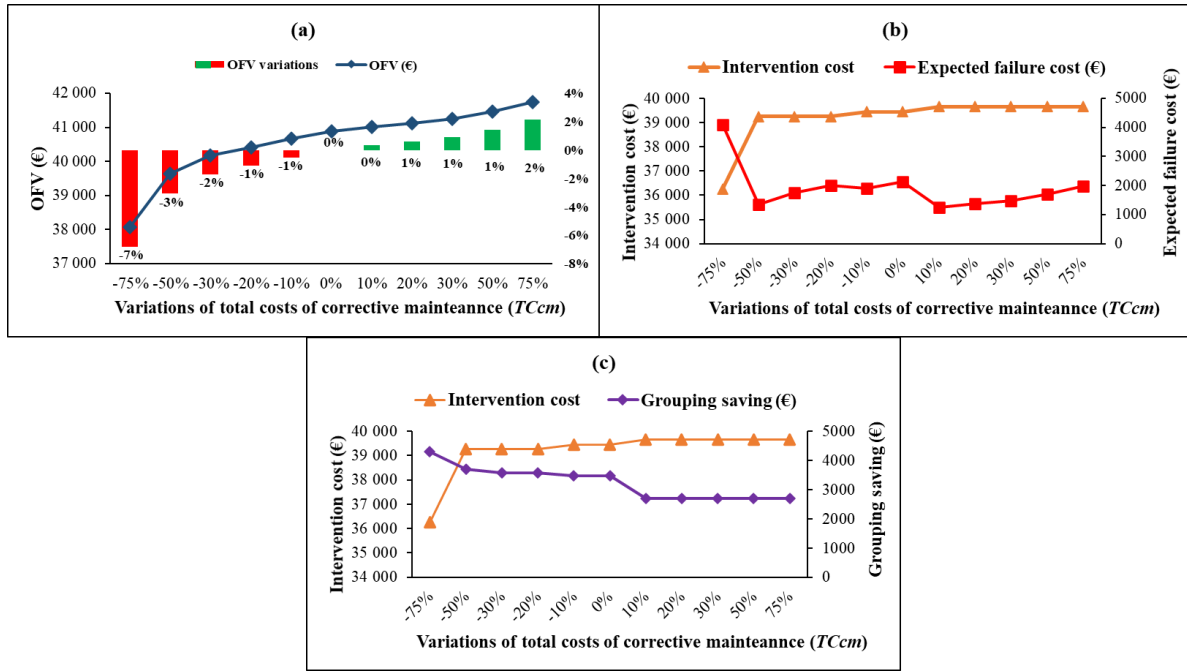 (a)
OFV variations
OFV (€)
42 000
41 000
40 000
39 000
38 000
37 000
OFV (€)
4%
2%
0%
-2%
-4%
-6%
-8%
-7%
-3%
-2%
-1%
-1%
0%
0%
1%
1%
1%
2%
-75% -50% -30% -20% -10% 0% 10% 20% 30% 50% 75%
Variations of total costs of corrective mainteannce (TCcm)
(b)
Intervention cost
Expected failure cost (€)
40 000
39 000
38 000
37 000
36 000
35 000
34 000
Intervention cost (€)
5000
4000
3000
2000
1000
0
Expected failure cost (€)
-75% -50% -30% -20% -10% 0% 10% 20% 30% 50% 75%
Variations of total costs of corrective mainteannce (TCcm)
(c)
Intervention cost
Grouping saving (€)
40 000
39 000
38 000
37 000
36 000
35 000
34 000
Intervention cost (€)
5000
4000
3000
2000
1000
0
Grouping saving (€)
-75% -50% -30% -20% -10% 0% 10% 20% 30% 50% 75%
Variations of total costs of corrective mainteannce (TCcm)